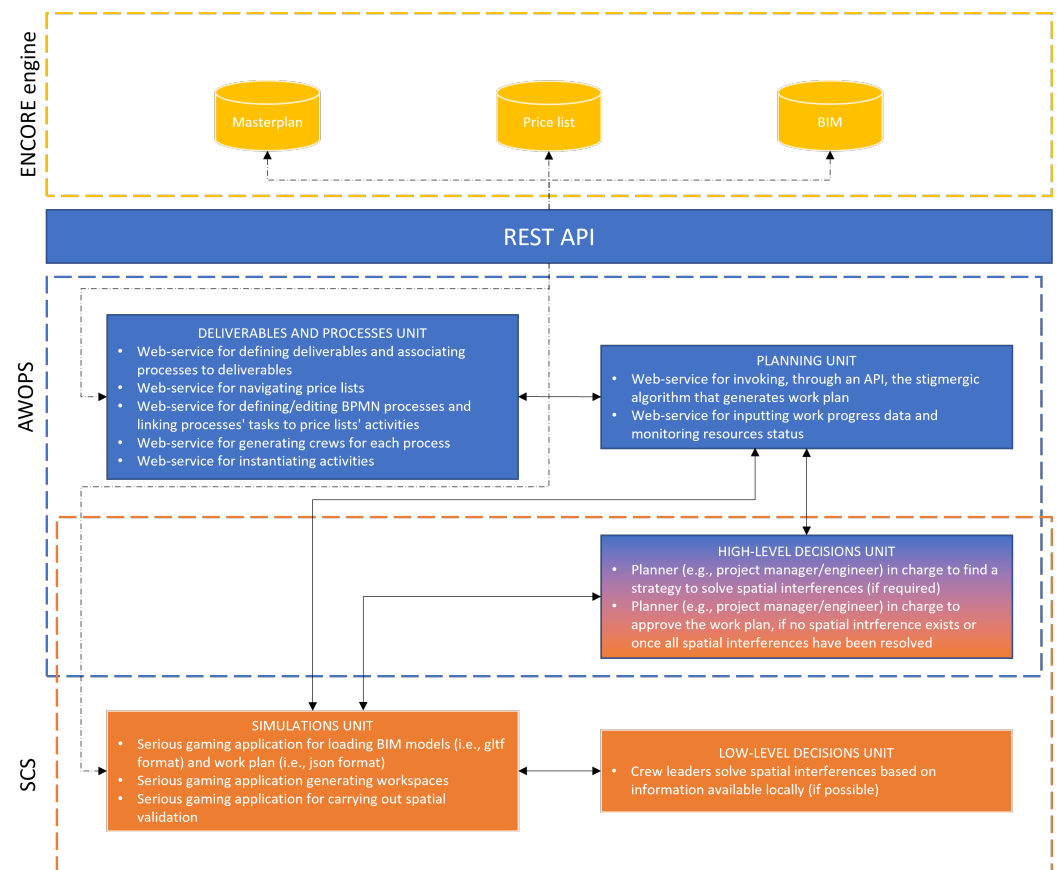 ENCORE engine
Masterplan
Price list
BIM
REST API
AWOPS
DELIVERABLES AND PROCESSES UNIT
• Web-service for defining deliverables and associating
processes to deliverables
• Web-service for navigating price lists
• Web-service for defining/editing BPMN processes and
linking processes' tasks to price lists' activities
• Web-service for generating crews for each process
• Web-service for instantiating activities
PLANNING UNIT
• Web-service for invoking, through an API, the stigmergic
algorithm that generates work plan
• Web-service for inputting work progress data and
monitoring resources status
HIGH-LEVEL DECISIONS UNIT
• Planner (e.g., project manager/engineer) in charge to find a
strategy to solve spatial interferences (if required)
• Planner (e.g., project manager/engineer) in charge to
approve the work plan, if no spatial intrference exists or
once all spatial interferences have been resolved
SCS
SIMULATIONS UNIT
• Serious gaming application for loading BIM models (i.e., gltf
format) and work plan (i.e., json format)
• Serious gaming application generating workspaces
• Serious gaming application for carrying out spatial
validation
LOW-LEVEL DECISIONS UNIT
• Crew leaders solve spatial interferences based on
information available locally (if possible)